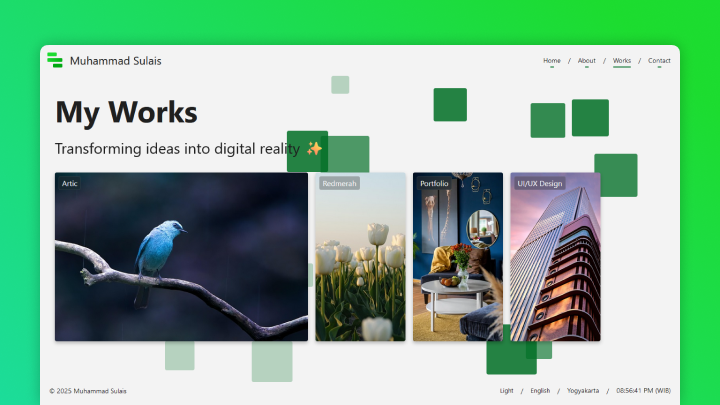 Muhammad Sulais
Home / About / Works / Contact
My Works
Transforming ideas into digital reality ✨
Artic
Redmerah
Portfolio
UI/UX Design
© 2025 Muhammad Sulais
Light / English / Yogyakarta / 08:56:41 PM (WIB)